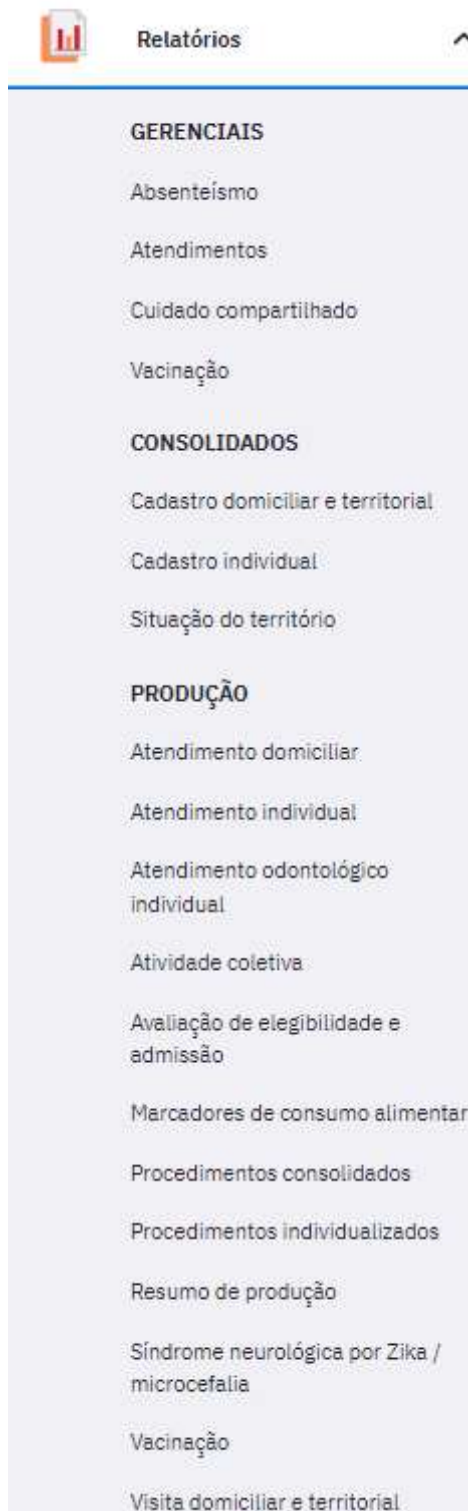 Relatórios
GERENCIAIS
Absenteísmo
Atendimentos
Cuidado compartilhado
Vacinação
CONSOLIDADOS
Cadastro domiciliar e territorial
Cadastro individual
Situação do território
PRODUÇÃO
Atendimento domiciliar
Atendimento individual
Atendimento odontológico
individual
Atividade coletiva
Avaliação de elegibilidade e
admissão
Marcadores de consumo alimentar
Procedimentos consolidados
Procedimentos individualizados
Resumo de produção
Síndrome neurológica por Zika /
microcefalia
Vacinação
Visita domiciliar e territorial